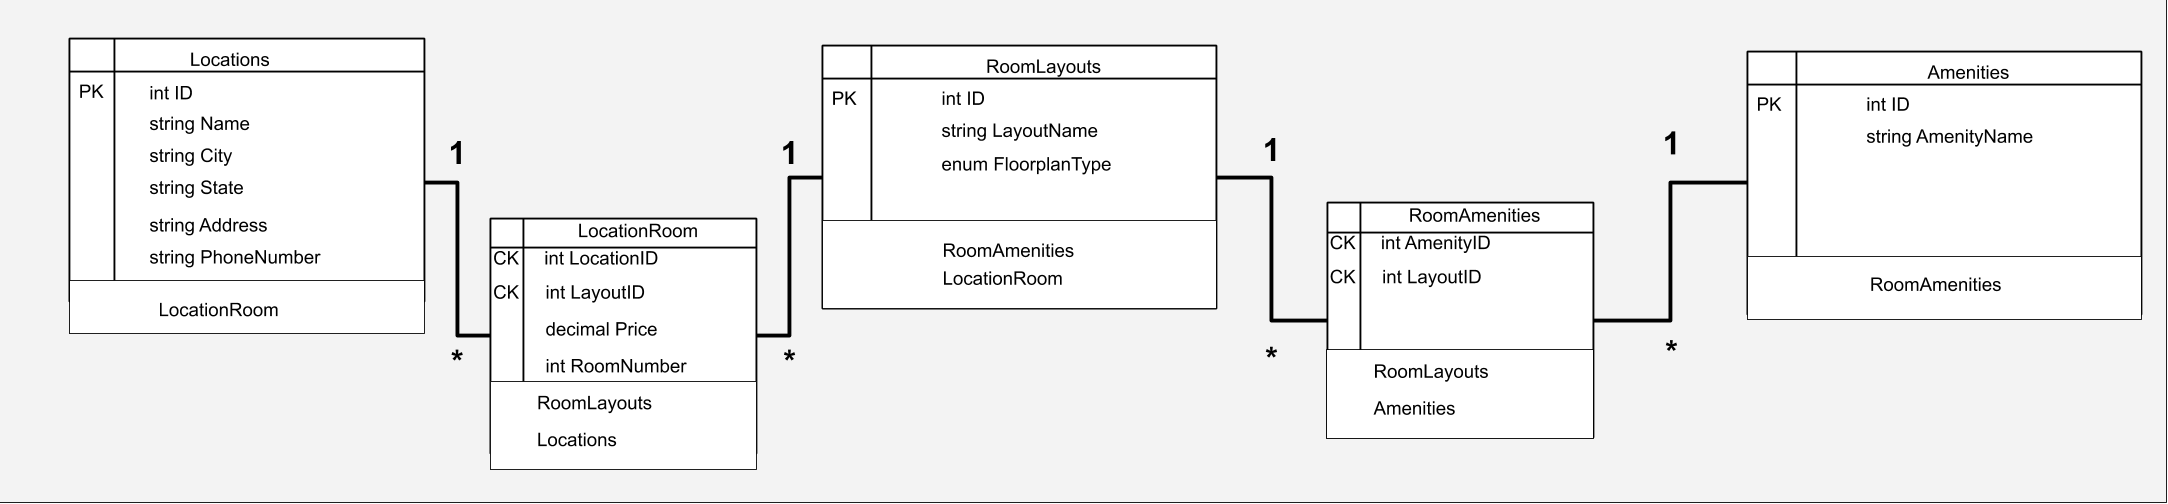 Locations
PK int ID
string Name
string City
string State
string Address
string PhoneNumber
LocationRoom
1
*
LocationRoom
CK int LocationID
CK int LayoutID
decimal Price
int RoomNumber
RoomLayouts
Locations
1
*
RoomLayouts
PK int ID
string LayoutName
enum FloorplanType
RoomAmenities
LocationRoom
1
*
RoomAmenities
CK int AmenityID
CK int LayoutID
RoomLayouts
Amenities
1
*
Amenities
PK int ID
string AmenityName
RoomAmenities